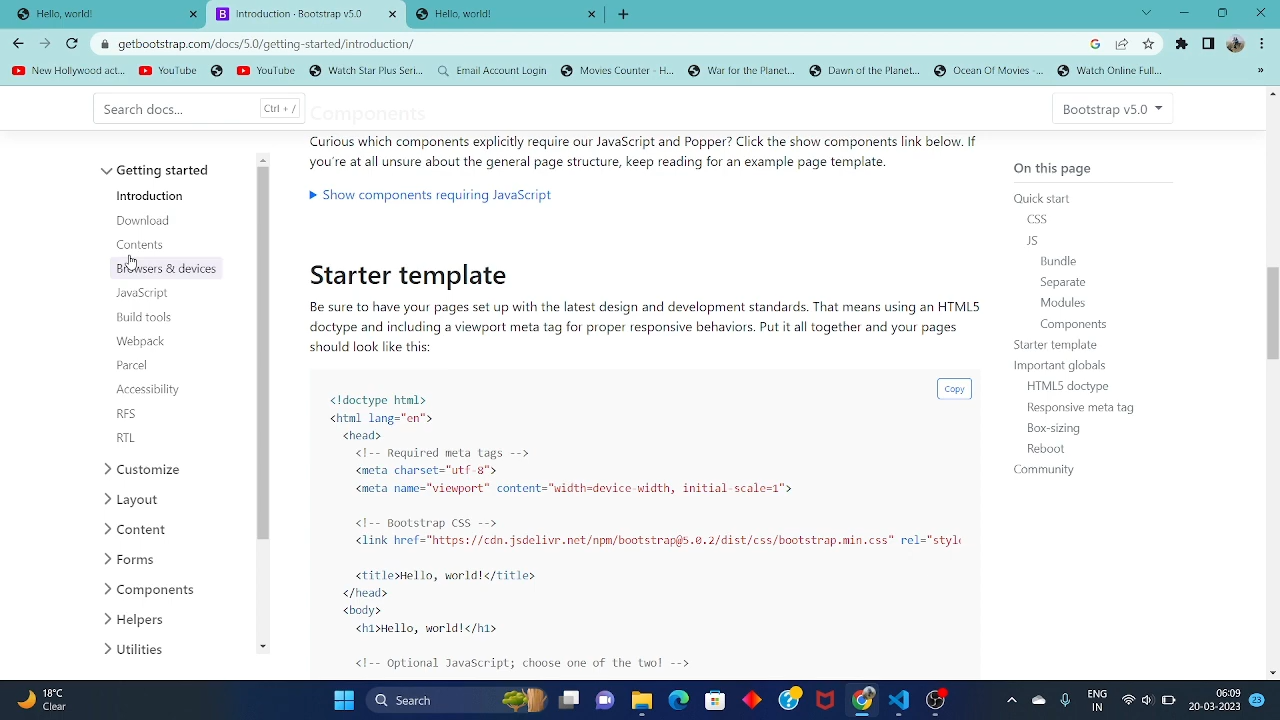 Hello, world!
Introduction · Bootstrap v5.0
Hello, world!
getbootstrap.com/docs/5.0/getting-started/introduction/
New Hollywood act...
YouTube
YouTube
Watch Star Plus Seri...
Email Account Login
Movies Counter - H...
War for the Planet...
Dawn of the Planet...
Ocean Of Movies -...
Watch Online Full...
»
Search docs...
Ctrl + /
Components
Bootstrap v5.0
Curious which components explicitly require our JavaScript and Popper? Click the show components link below. If
you're at all unsure about the general page structure, keep reading for an example page template.
Show components requiring JavaScript
Getting started
Introduction
Download
Contents
Browsers & devices
JavaScript
Build tools
Webpack
Parcel
Accessibility
RFS
RTL
Customize
Layout
Content
Forms
Components
Helpers
Utilities
Starter template
Be sure to have your pages set up with the latest design and development standards. That means using an HTML5
doctype and including a viewport meta tag for proper responsive behaviors. Put it all together and your pages
should look like this:
Copy
<!doctype html>
<html lang="en">
<head>
<!-- Required meta tags -->
<meta charset="utf-8">
<meta name="viewport" content="width=device-width, initial-scale=1">
<!-- Bootstrap CSS -->
<link href="https://cdn.jsdelivr.net/npm/bootstrap@5.0.2/dist/css/bootstrap.min.css" rel="style
<title>Hello, world!</title>
</head>
<body>
<h1>Hello, world!</h1>
<!-- Optional JavaScript; choose one of the two! -->
On this page
Quick start
CSS
JS
Bundle
Separate
Modules
Components
Starter template
Important globals
HTML5 doctype
Responsive meta tag
Box-sizing
Reboot
Community
18°C
Clear
Search
ENG
IN
06:09
20-03-2023
23